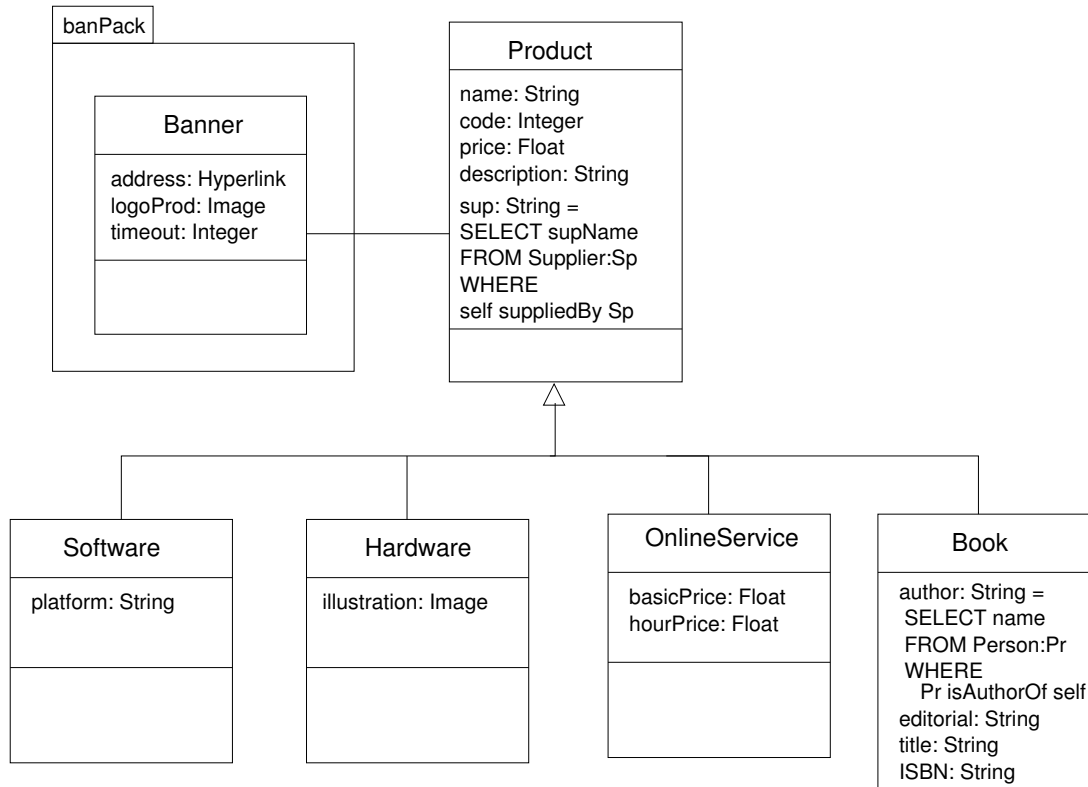 banPack
Banner
address: Hyperlink
logoProd: Image
timeout: Integer
Product
name: String
code: Integer
price: Float
description: String
sup: String =
SELECT supName
FROM Supplier:Sp
WHERE
self suppliedBy Sp
Software
platform: String
Hardware
illustration: Image
OnlineService
basicPrice: Float
hourPrice: Float
Book
author: String =
SELECT name
FROM Person:Pr
WHERE
Pr isAuthorOf self
editorial: String
title: String
ISBN: String